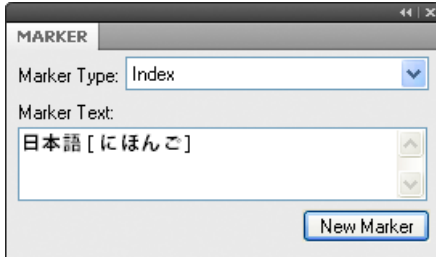 MARKER
Marker Type: Index
Marker Text:
日本語 [ にほんご]
New Marker